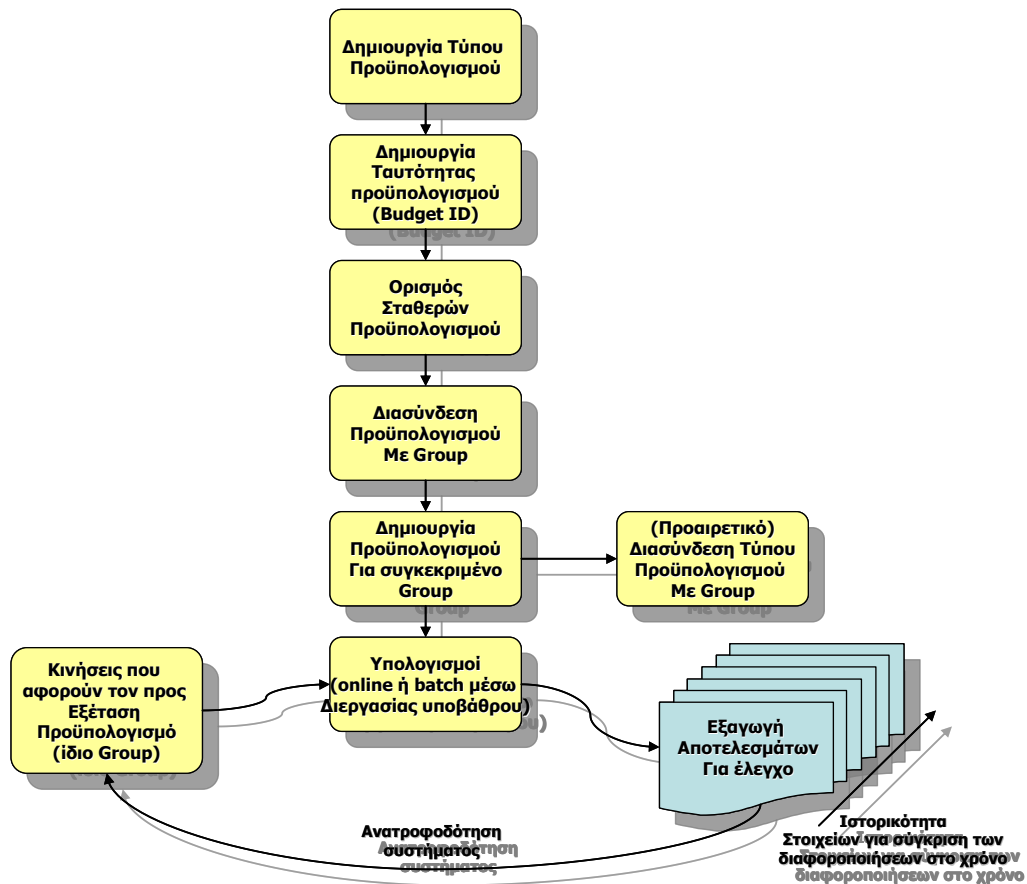 Δημιουργία Τύπου
Προϋπολογισμού
Δημιουργία
Ταυτότητας
προϋπολογισμού
(Budget ID)
Ορισμός
Σταθερών
Προϋπολογισμού
Διασύνδεση
Προϋπολογισμού
Με Group
Δημιουργία
Προϋπολογισμού
Για συγκεκριμένο
Group
(Προαιρετικό)
Διασύνδεση Τύπου
Προϋπολογισμού
Με Group
Κινήσεις που
αφορούν τον προς
Εξέταση
Προϋπολογισμό
(ίδιο Group)
Υπολογισμοί
(online ή batch μέσω
Διεργασίας υποβάθρου)
Εξαγωγή
Αποτελεσμάτων
Για έλεγχο
Ανατροφοδότηση
συστήματος
Ιστορικότητα
Στοιχείων για σύγκριση των
διαφοροποιήσεων στο χρόνο